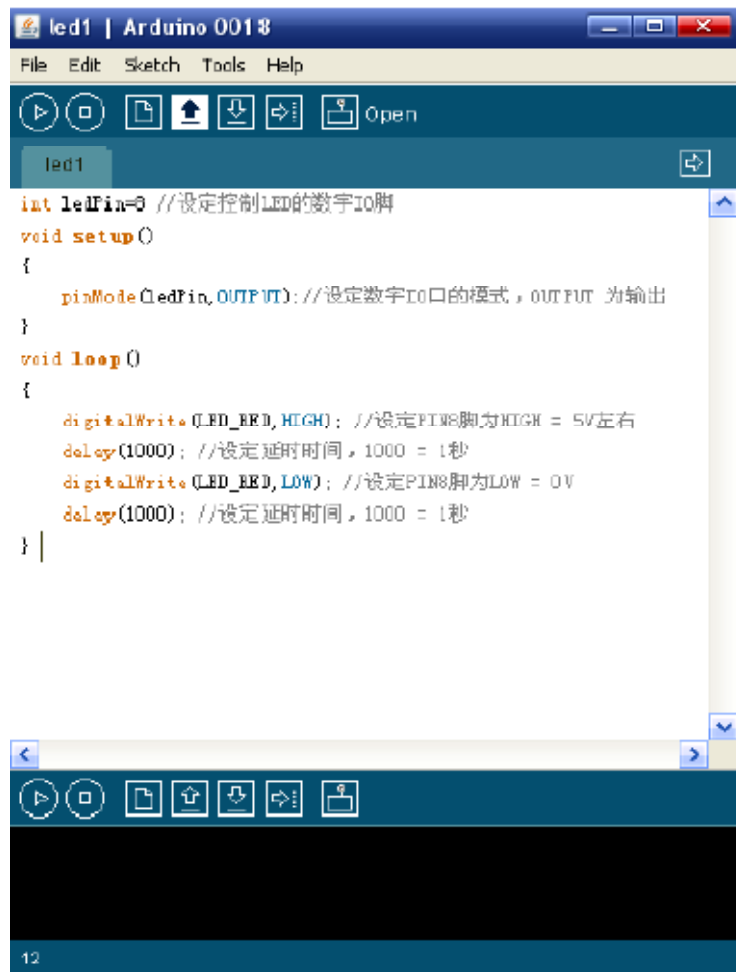 led1 | Arduino 0018
File Edit Sketch Tools Help
Open
led1
int ledPin=8 //设定控制LED的数字IO脚
void setup()
{
pinMode(ledPin,OUTPUT);//设定数字IO口的模式，OUTPUT 为输出
}
void loop()
{
digitalWrite(LED_RED,HIGH); //设定PIN8脚为HIGH = 5V左右
delay(1000); //设定延时时间，1000 = 1秒
digitalWrite(LED_RED,LOW); //设定PIN8脚为LOW = 0V
delay(1000); //设定延时时间，1000 = 1秒
}
12